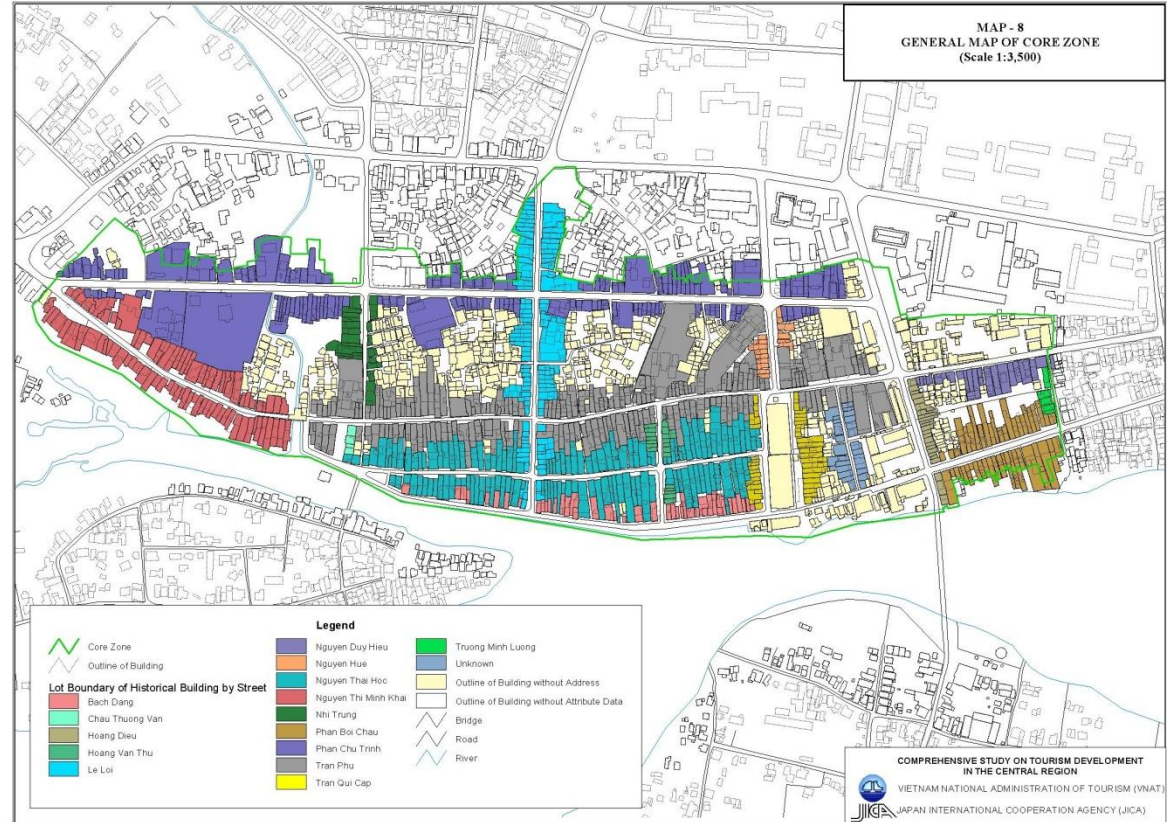 MAP - 8
GENERAL MAP OF CORE ZONE
(Scale 1:3,500)
Legend
Core Zone
Outline of Building
Lot Boundary of Historical Building by Street
Bach Dang
Chau Thuong Van
Hoang Dieu
Hoang Van Thu
Le Loi
Nguyen Duy Hieu
Nguyen Hue
Nguyen Thai Hoc
Nguyen Thi Minh Khai
Nhi Trung
Phan Boi Chau
Phan Chu Trinh
Tran Phu
Tran Qui Cap
Truong Minh Luong
Unknown
Outline of Building without Address
Outline of Building without Attribute Data
Bridge
Road
River
COMPREHENSIVE STUDY ON TOURISM DEVELOPMENT
IN THE CENTRAL REGION
VIETNAM NATIONAL ADMINISTRATION OF TOURISM (VNAT)
JICA JAPAN INTERNATIONAL COOPERATION AGENCY (JICA)